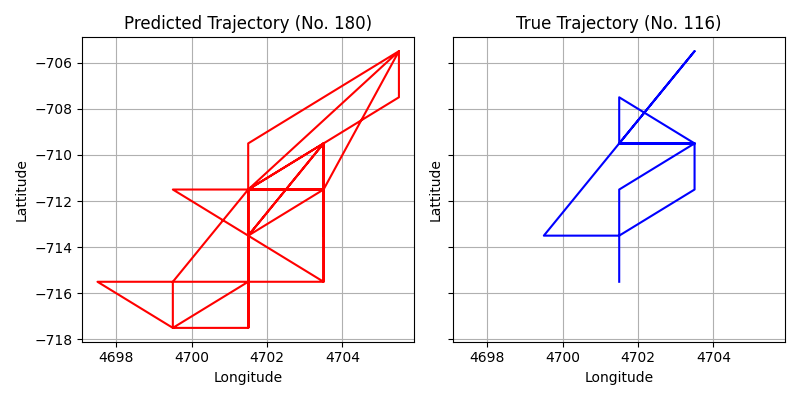 Predicted Trajectory (No. 180)
True Trajectory (No. 116)
−706
−708
−710
−712
−714
−716
−718
Lattitude
Lattitude
4698 4700 4702 4704
4698 4700 4702 4704
Longitude
Longitude